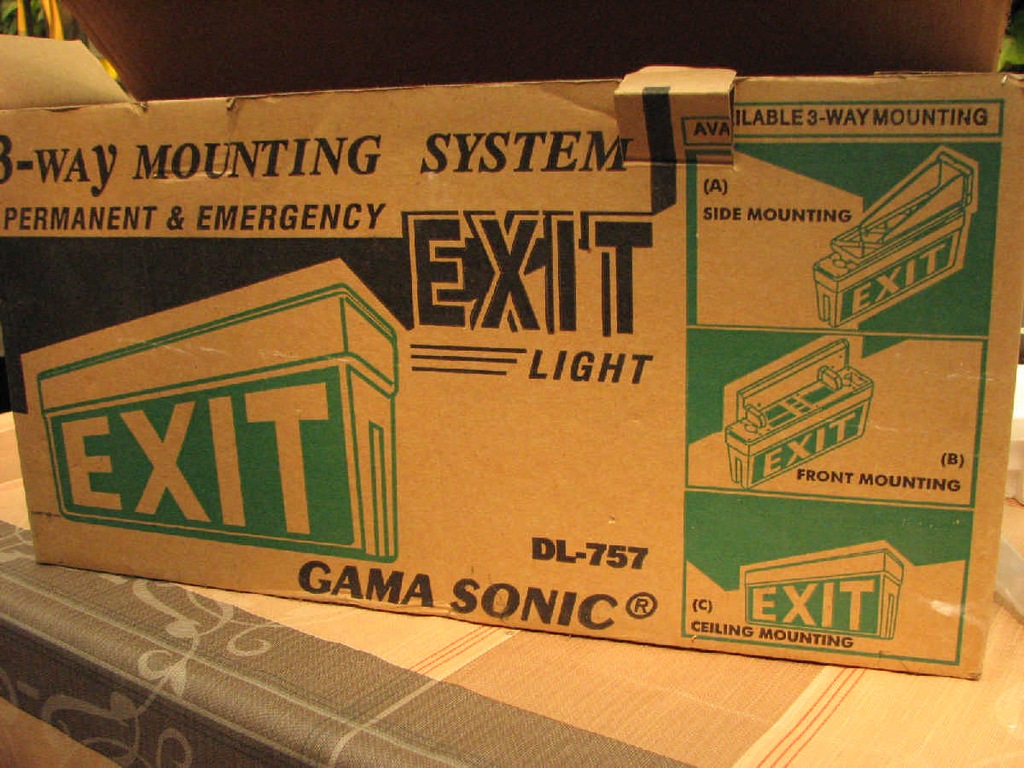 3-WAY MOUNTING SYSTEM
PERMANENT & EMERGENCY
EXIT
LIGHT
EXIT
DL-757
GAMA SONIC®
AVAILABLE 3-WAY MOUNTING
(A)
SIDE MOUNTING
EXIT
EXIT
(B)
FRONT MOUNTING
EXIT
(C)
CEILING MOUNTING